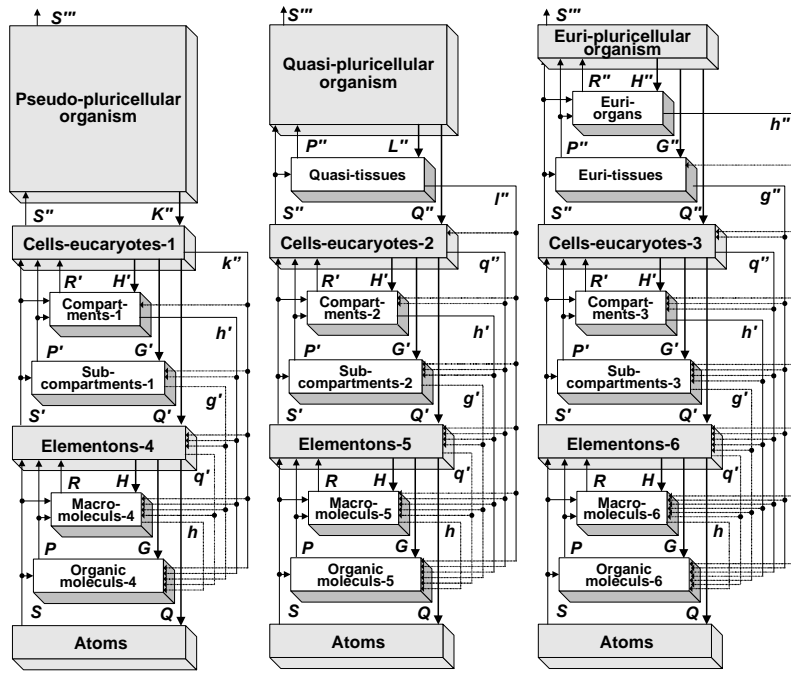 S'''
Pseudo-pluricellular
organism
S''
K''
Cells-eucaryotes-1
k''
R'
H'
Compart-
ments-1
h'
P'
G'
Sub-
compartments-1
g'
S'
Q'
Elementons-4
q'
R
H
Macro-
moleculs-4
h
P
G
Organic
moleculs-4
S
Q
Atoms
S'''
Quasi-pluricellular
organism
P''
L''
Quasi-tissues
l''
S''
Q''
Cells-eucaryotes-2
q''
R'
H'
Compart-
ments-2
h'
P'
G'
Sub-
compartments-2
g'
S'
Q'
Elementons-5
q'
R
H
Macro-
moleculs-5
h
P
G
Organic
moleculs-5
S
Q
Atoms
S'''
Euri-pluricellular
organism
R''
H''
Euri-
organs
h''
P''
G''
Euri-tissues
g''
S''
Q''
Cells-eucaryotes-3
q''
R'
H'
Compart-
ments-3
h'
P'
G'
Sub-
compartments-3
g'
S'
Q'
Elementons-6
q'
R
H
Macro-
moleculs-6
h
P
G
Organic
moleculs-6
S
Q
Atoms